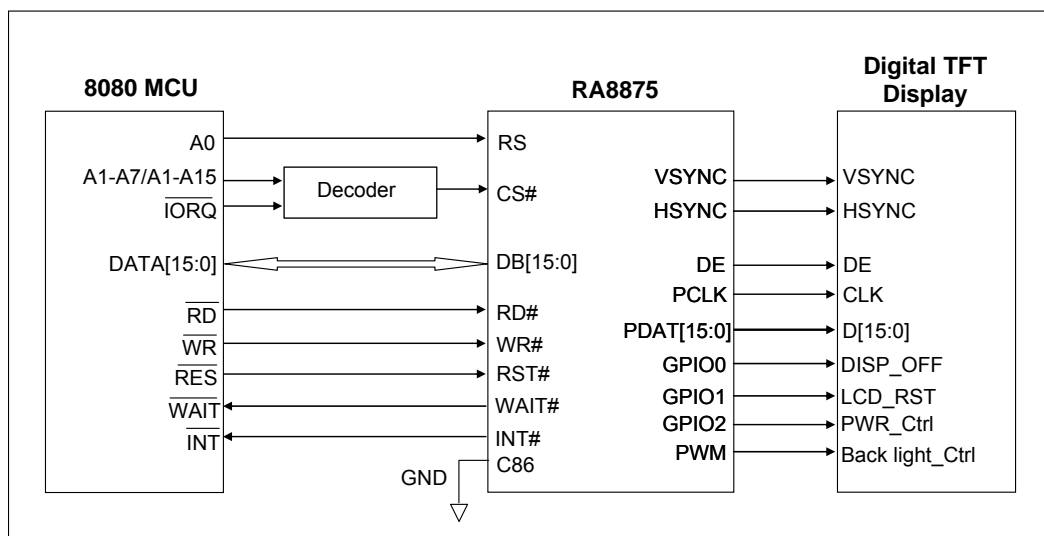 8080 MCU
A0
A1-A7/A1-A15
IORQ
DATA[15:0]
RD
WR
RES
WAIT
INT
Decoder
GND
RA8875
RS
CS#
DB[15:0]
RD#
WR#
RST#
WAIT#
INT#
C86
VSYNC
HSYNC
DE
PCLK
PDAT[15:0]
GPIO0
GPIO1
GPIO2
PWM
Digital TFT
Display
VSYNC
HSYNC
DE
CLK
D[15:0]
DISP_OFF
LCD_RST
PWR_Ctrl
Back light_Ctrl